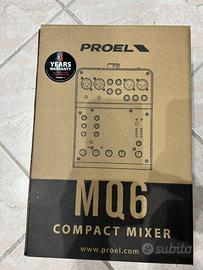 PROEL
YEARS
WARRANTY
MQ6
COMPACT MIXER
www.proel.com
subito